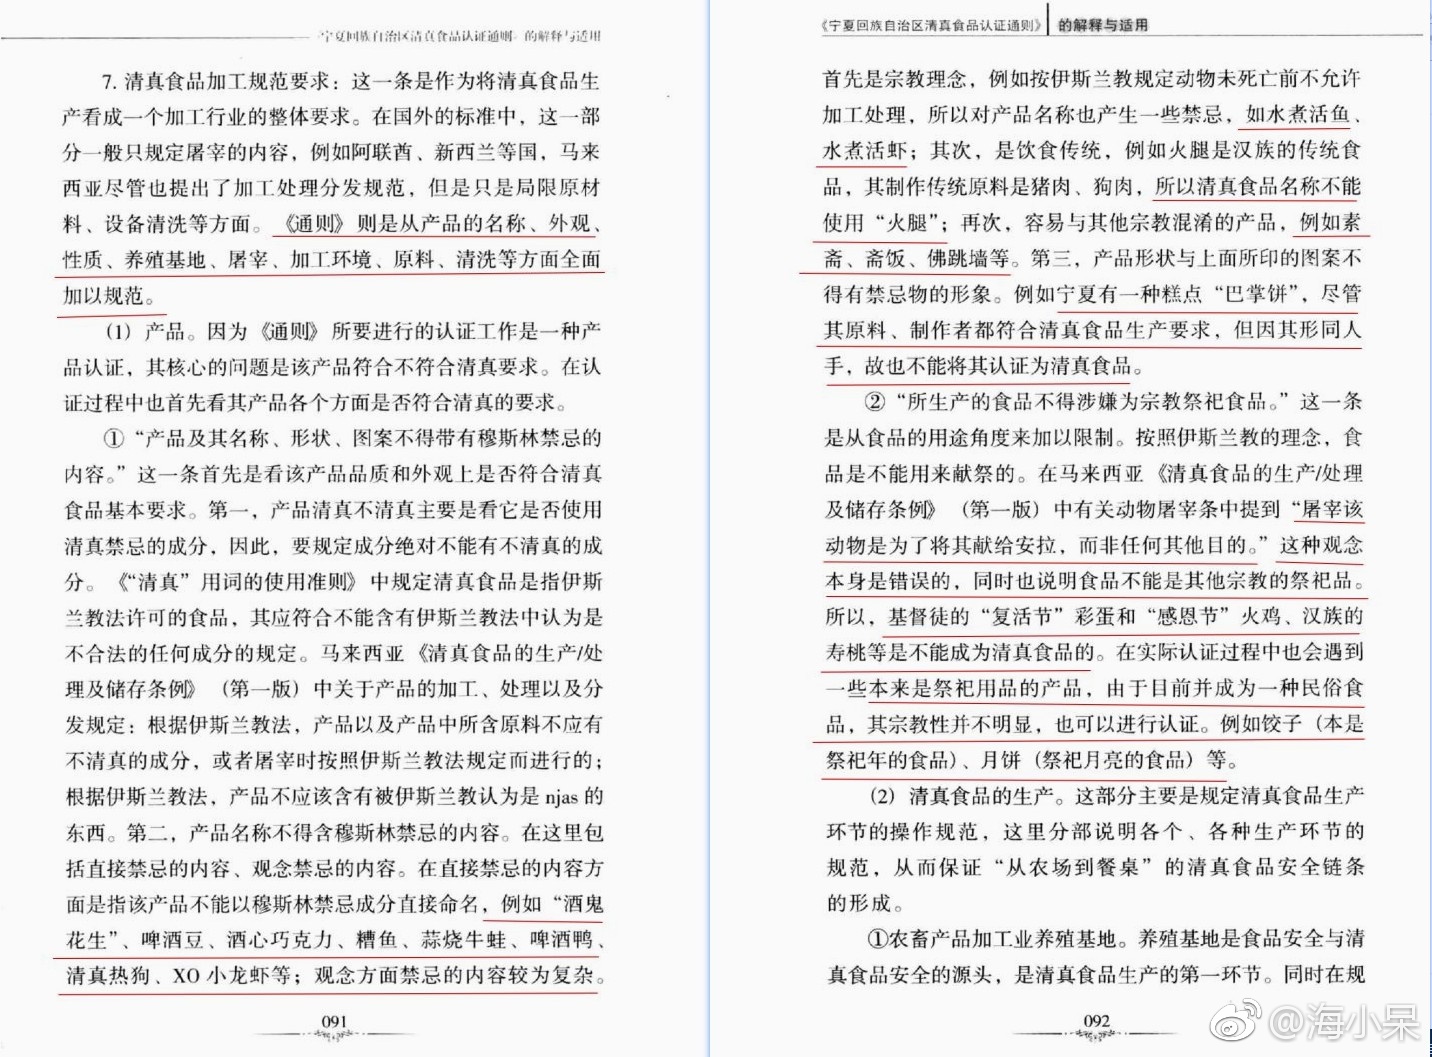 《宁夏回族自治区清真食品认证通则》的解释与适用
7. 清真食品加工规范要求：这一条是作为将清真食品生
产看成一个加工行业的整体要求。在国外的标准中，这一部
分一般只规定屠宰的内容，例如阿联酋、新西兰等国，马来
西亚尽管也提出了加工处理分发规范，但是只是局限原材
料、设备清洗等方面。《通则》则是从产品的名称、外观、
性质、养殖基地、屠宰、加工环境、原料、清洗等方面全面
加以规范。
(1) 产品。因为《通则》所要进行的认证工作是一种产
品认证，其核心的问题是该产品符合不符合清真要求。在认
证过程中也首先看其产品各个方面是否符合清真的要求。
①“产品及其名称、形状、图案不得带有穆斯林禁忌的
内容。”这一条首先是看该产品品质和外观上是否符合清真
食品基本要求。第一，产品清真不清真主要是看它是否使用
清真禁忌的成分，因此，要规定成分绝对不能有不清真的成
分。《“清真”用词的使用准则》中规定清真食品是指伊斯
兰教法许可的食品，其应符合不能含有伊斯兰教法中认为是
不合法的任何成分的规定。马来西亚《清真食品的生产/处
理及储存条例》（第一版）中关于产品的加工、处理以及分
发规定：根据伊斯兰教法，产品以及产品中所含原料不应有
不清真的成分，或者屠宰时按照伊斯兰教法规定而进行的；
根据伊斯兰教法，产品不应该含有被伊斯兰教认为是 njas 的
东西。第二，产品名称不得含穆斯林禁忌的内容。在这里包
括直接禁忌的内容、观念禁忌的内容。在直接禁忌的内容方
面是指该产品不能以穆斯林禁忌成分直接命名，例如“酒鬼
花生”、啤酒豆、酒心巧克力、糟鱼、蒜烧牛蛙、啤酒鸭、
清真热狗、XO 小龙虾等；观念方面禁忌的内容较为复杂。
091
《宁夏回族自治区清真食品认证通则》的解释与适用
首先是宗教理念，例如按伊斯兰教规定动物未死亡前不允许
加工处理，所以对产品名称也产生一些禁忌，如水煮活鱼、
水煮活虾；其次，是饮食传统，例如火腿是汉族的传统食
品，其制作传统原料是猪肉、狗肉，所以清真食品名称不能
使用“火腿”；再次，容易与其他宗教混淆的产品，例如素
斋、斋饭、佛跳墙等。第三，产品形状与上面所印的图案不
得有禁忌物的形象。例如宁夏有一种糕点“巴掌饼”，尽管
其原料、制作者都符合清真食品生产要求，但因其形同人
手，故也不能将其认证为清真食品。
②“所生产的食品不得涉嫌为宗教祭祀食品。”这一条
是从食品的用途角度来加以限制。按照伊斯兰教的理念，食
品是不能用来献祭的。在马来西亚《清真食品的生产/处理
及储存条例》（第一版）中有关动物屠宰条中提到“屠宰该
动物是为了将其献给安拉，而非任何其他目的。”这种观念
本身是错误的，同时也说明食品不能是其他宗教的祭祀品。
所以，基督徒的“复活节”彩蛋和“感恩节”火鸡、汉族的
寿桃等是不能成为清真食品的。在实际认证过程中也会遇到
一些本来是祭祀用品的产品，由于目前并成为一种民俗食
品，其宗教性并不明显，也可以进行认证。例如饺子（本是
祭祀年的食品）、月饼（祭祀月亮的食品）等。
(2) 清真食品的生产。这部分主要是规定清真食品生产
环节的操作规范，这里分部说明各个、各种生产环节的
规范，从而保证“从农场到餐桌”的清真食品安全链条
的形成。
①农畜产品加工业养殖基地。养殖基地是食品安全与清
真食品安全的源头，是清真食品生产的第一环节。同时在规
092
@海小呆